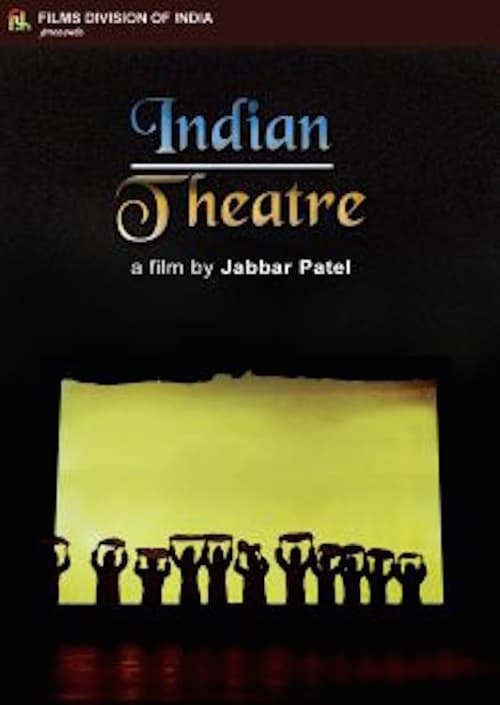 FILMS DIVISION OF INDIA
presents
Indian
Theatre
a film by Jabbar Patel